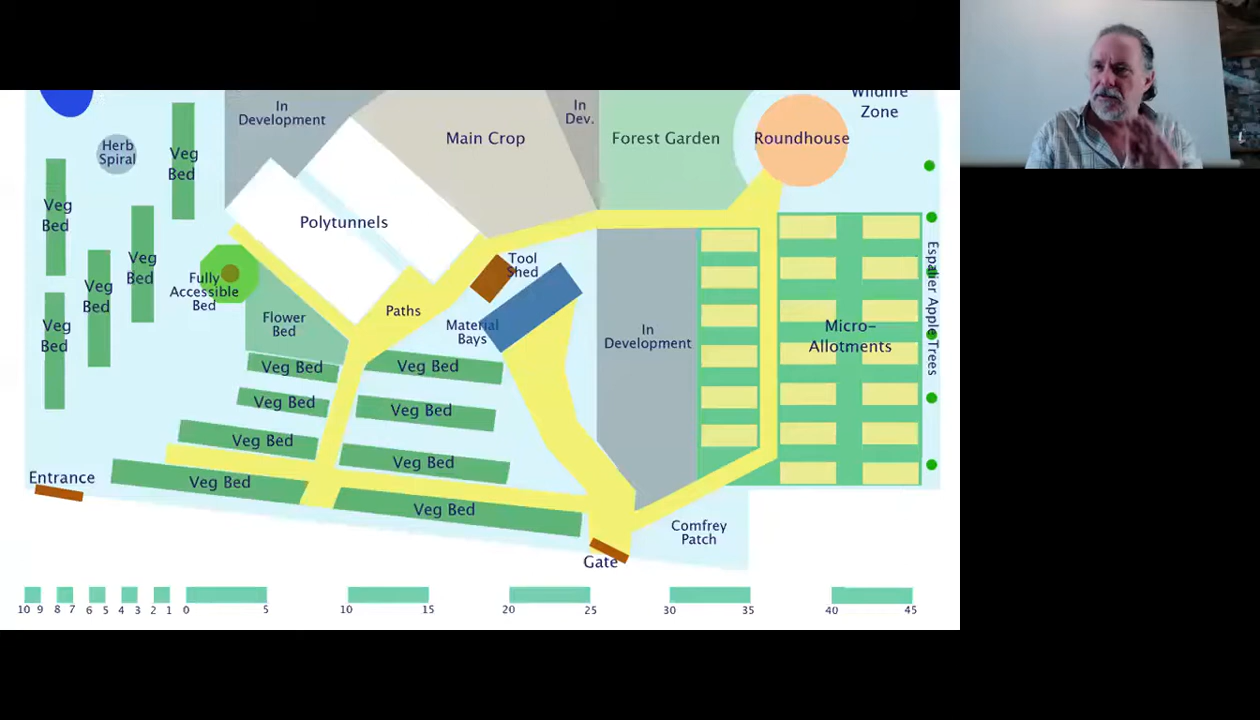 Wildlife
Zone
In
Development
In
Dev.
Main Crop
Forest Garden
Roundhouse
Herb
Spiral
Veg
Bed
Veg
Bed
Polytunnels
Veg
Bed
Veg
Bed
Fully
Accessible
Bed
Veg
Bed
Tool
Shed
Espalier Apple Trees
Flower
Bed
Paths
Material
Bays
In
Development
Micro-
Allotments
Veg Bed
Veg Bed
Veg Bed
Veg Bed
Veg Bed
Veg Bed
Entrance
Veg Bed
Veg Bed
Comfrey
Patch
Gate
10 9 8 7 6 5 4 3 2 1 0 5 10 15 20 25 30 35 40 45